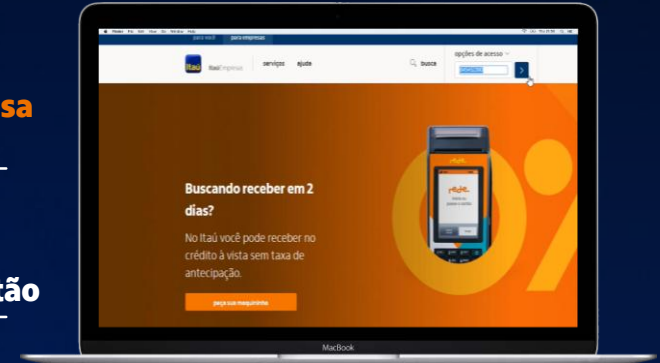 para você para empresas
opções de acesso
Itaú Itaú Empresas serviços ajuda busca
sa
Buscando receber em 2
dias?
No Itaú você pode receber no
crédito à vista sem taxa de
antecipação.
peça sua maquininha
rede
tão
MacBook